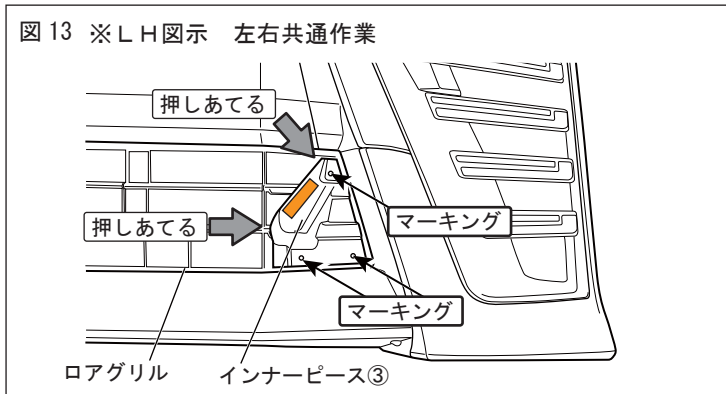 図 13 ※ＬＨ図示　左右共通作業
押しあてる
押しあてる
マーキング
マーキング
ロアグリル
インナーピース③